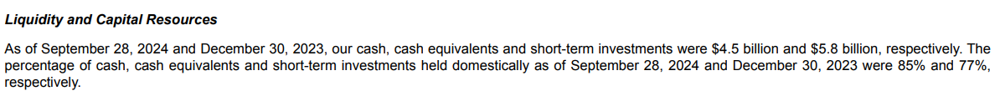 Liquidity and Capital Resources
As of September 28, 2024 and December 30, 2023, our cash, cash equivalents and short-term investments were $4.5 billion and $5.8 billion, respectively. The
percentage of cash, cash equivalents and short-term investments held domestically as of September 28, 2024 and December 30, 2023 were 85% and 77%,
respectively.